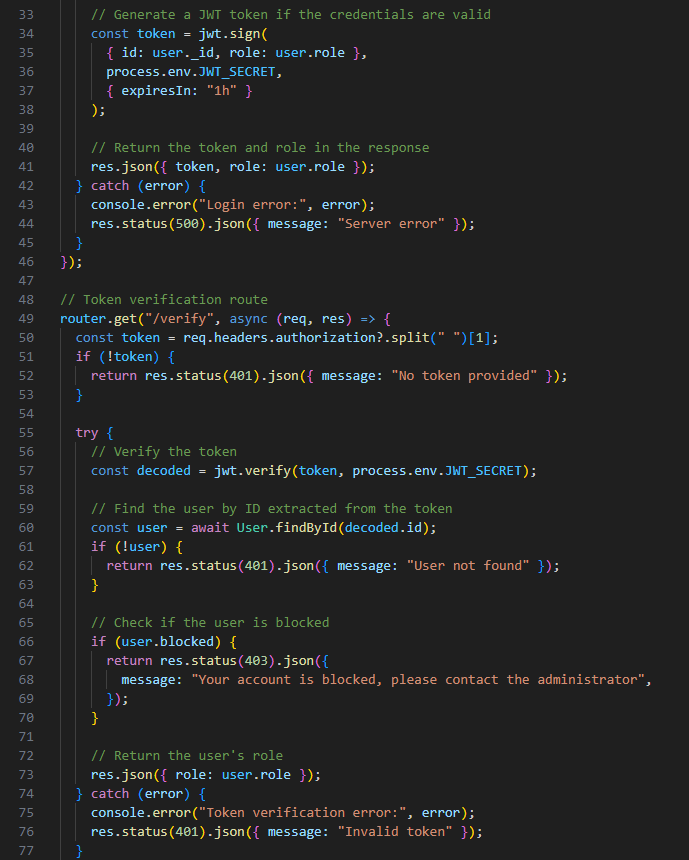 33 // Generate a JWT token if the credentials are valid
34 const token = jwt.sign(
35 { id: user._id, role: user.role },
36 process.env.JWT_SECRET,
37 { expiresIn: "1h" }
38 );
39
40 // Return the token and role in the response
41 res.json({ token, role: user.role });
42 } catch (error) {
43 console.error("Login error:", error);
44 res.status(500).json({ message: "Server error" });
45 }
46 });
47
48 // Token verification route
49 router.get("/verify", async (req, res) => {
50 const token = req.headers.authorization?.split(" ")[1];
51 if (!token) {
52 return res.status(401).json({ message: "No token provided" });
53 }
54
55 try {
56 // Verify the token
57 const decoded = jwt.verify(token, process.env.JWT_SECRET);
58
59 // Find the user by ID extracted from the token
60 const user = await User.findById(decoded.id);
61 if (!user) {
62 return res.status(401).json({ message: "User not found" });
63 }
64
65 // Check if the user is blocked
66 if (user.blocked) {
67 return res.status(403).json({
68 message: "Your account is blocked, please contact the administrator",
69 });
70 }
71
72 // Return the user's role
73 res.json({ role: user.role });
74 } catch (error) {
75 console.error("Token verification error:", error);
76 res.status(401).json({ message: "Invalid token" });
77 }